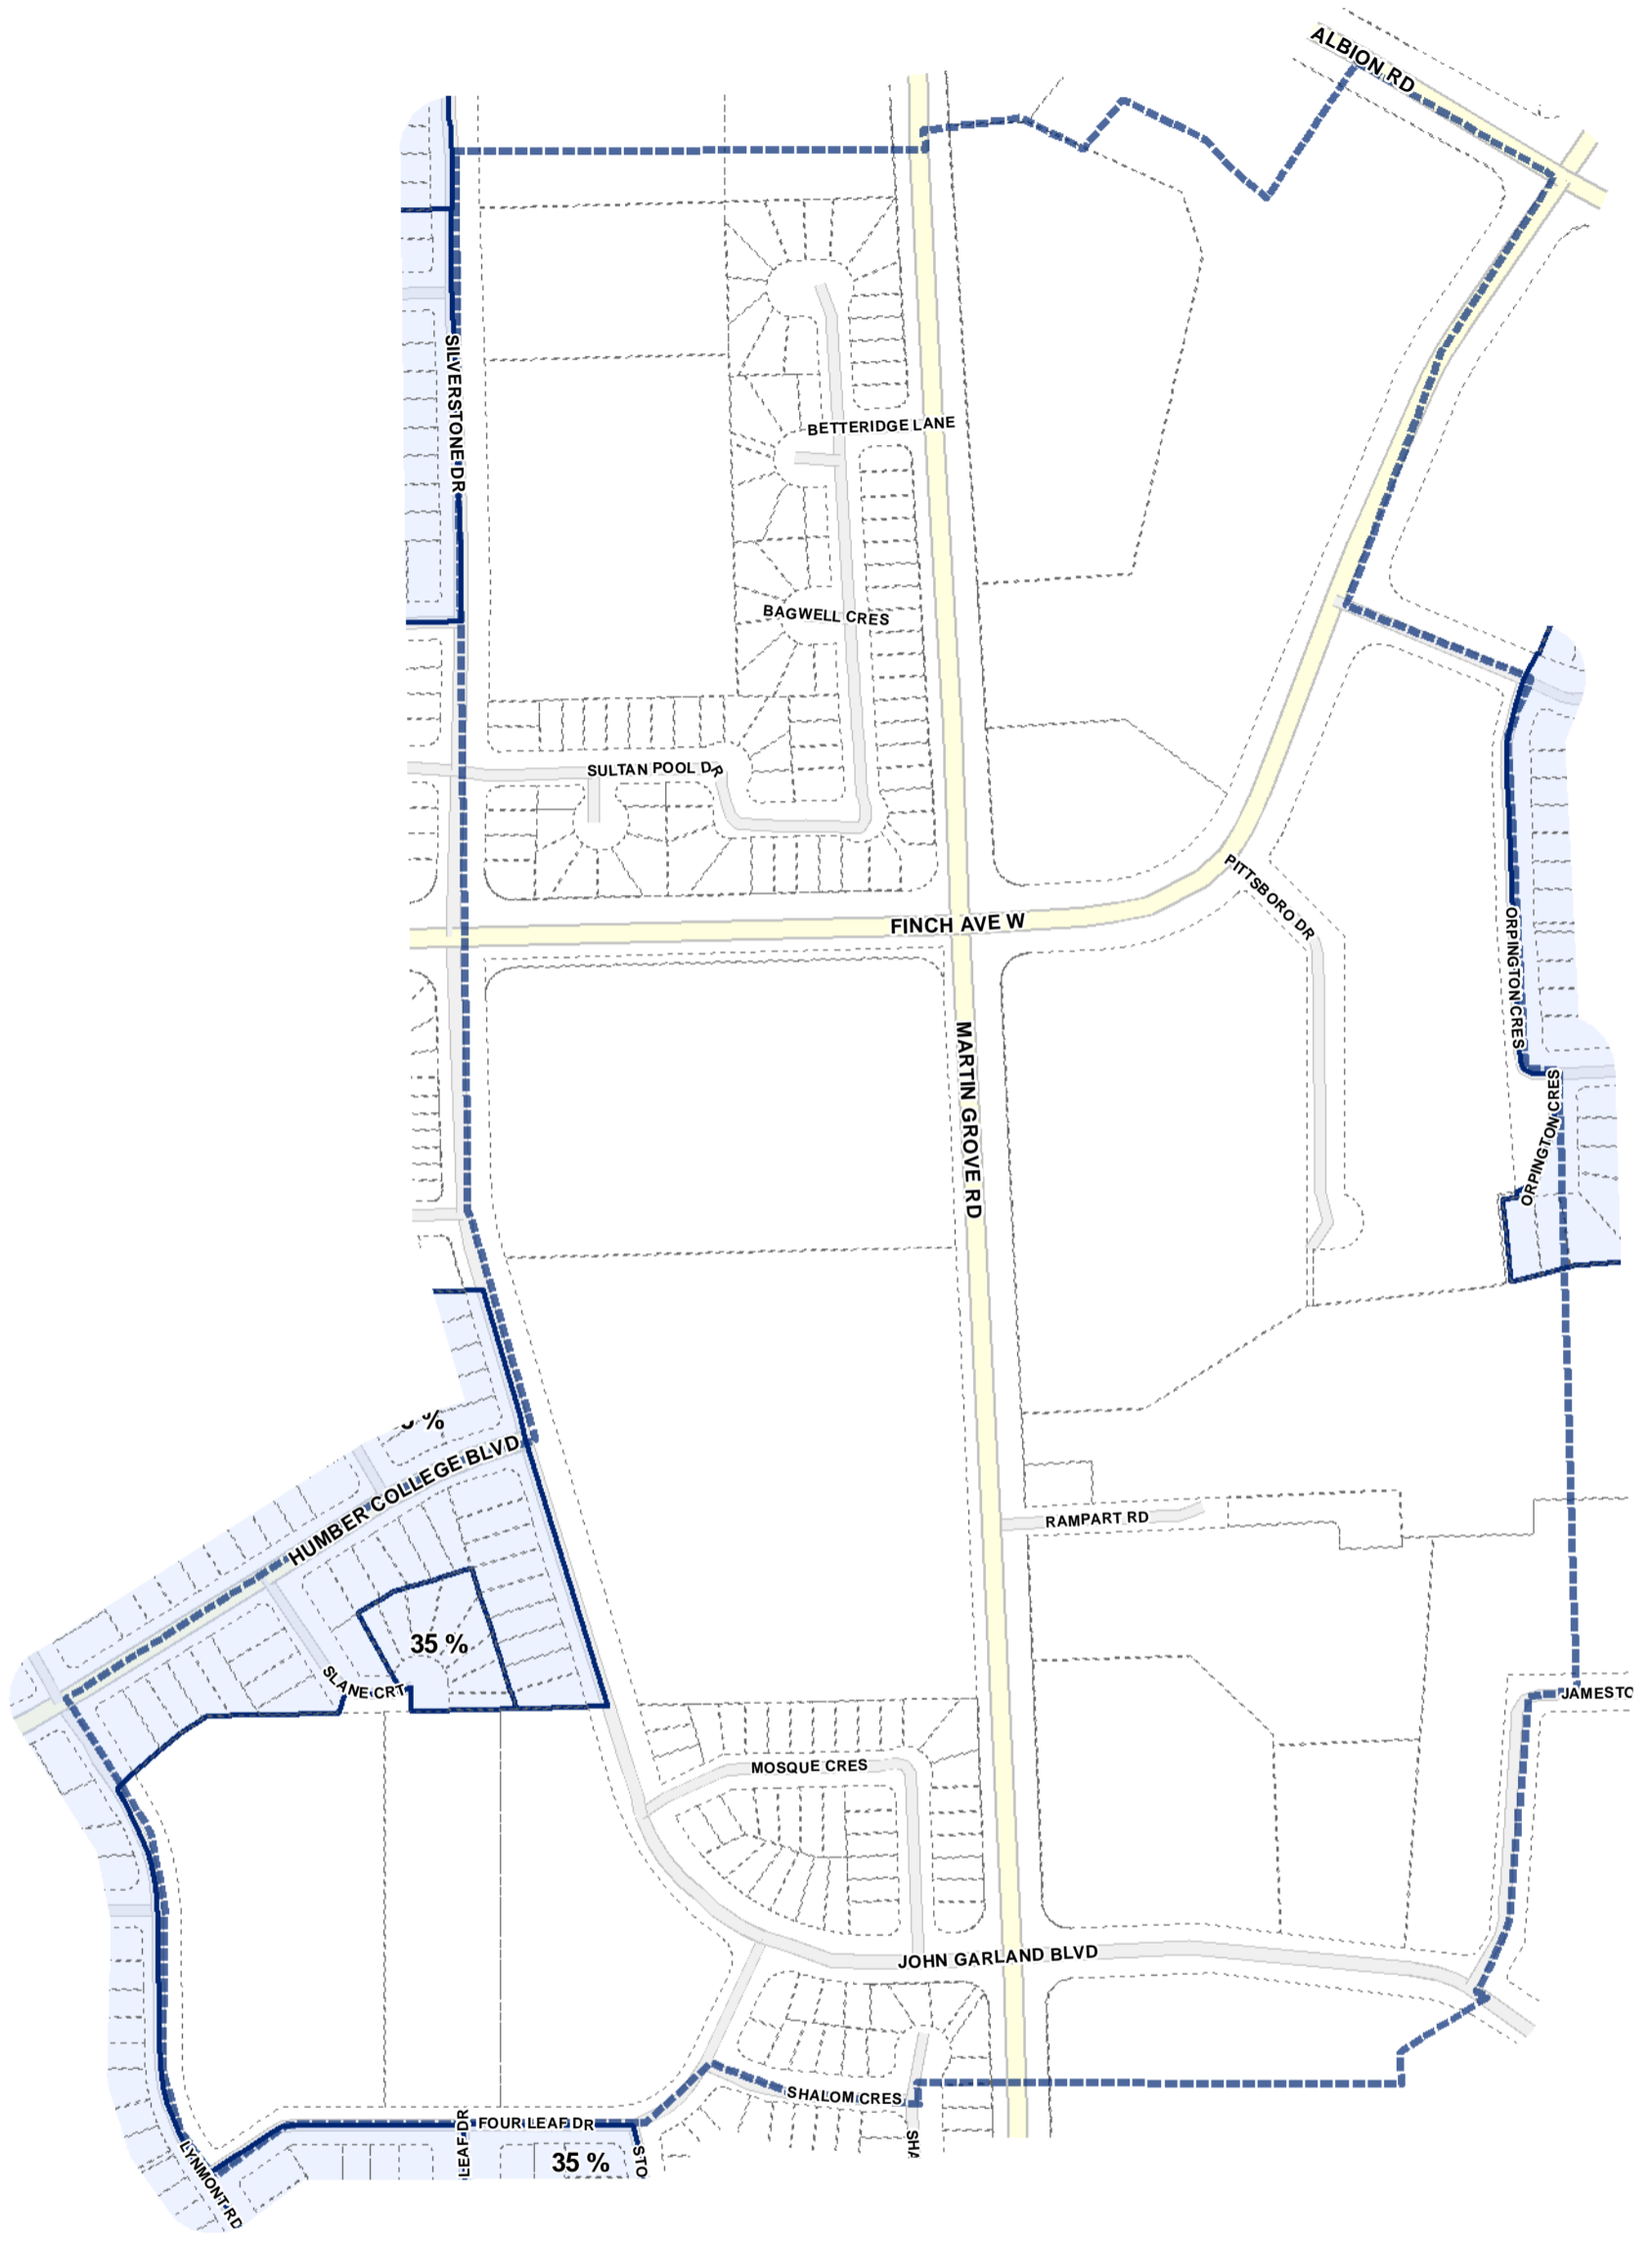 ALBION RD
SILVERSTONE DR
BETTERIDGE LANE
BAGWELL CRES
SULTAN POOL DR
PITTSBORO DR
FINCH AVE W
ORPINGTON CRES
MARTIN GROVE RD
ORPINGTON CRES
%
HUMBER COLLEGE BLVD
RAMPART RD
35 %
SLANE CRT
JAMESTO
MOSQUE CRES
JOHN GARLAND BLVD
SHALOM CRES
FOUR LEAF DR
LEAF DR
SHA
STO
35 %
LYNMONT RD